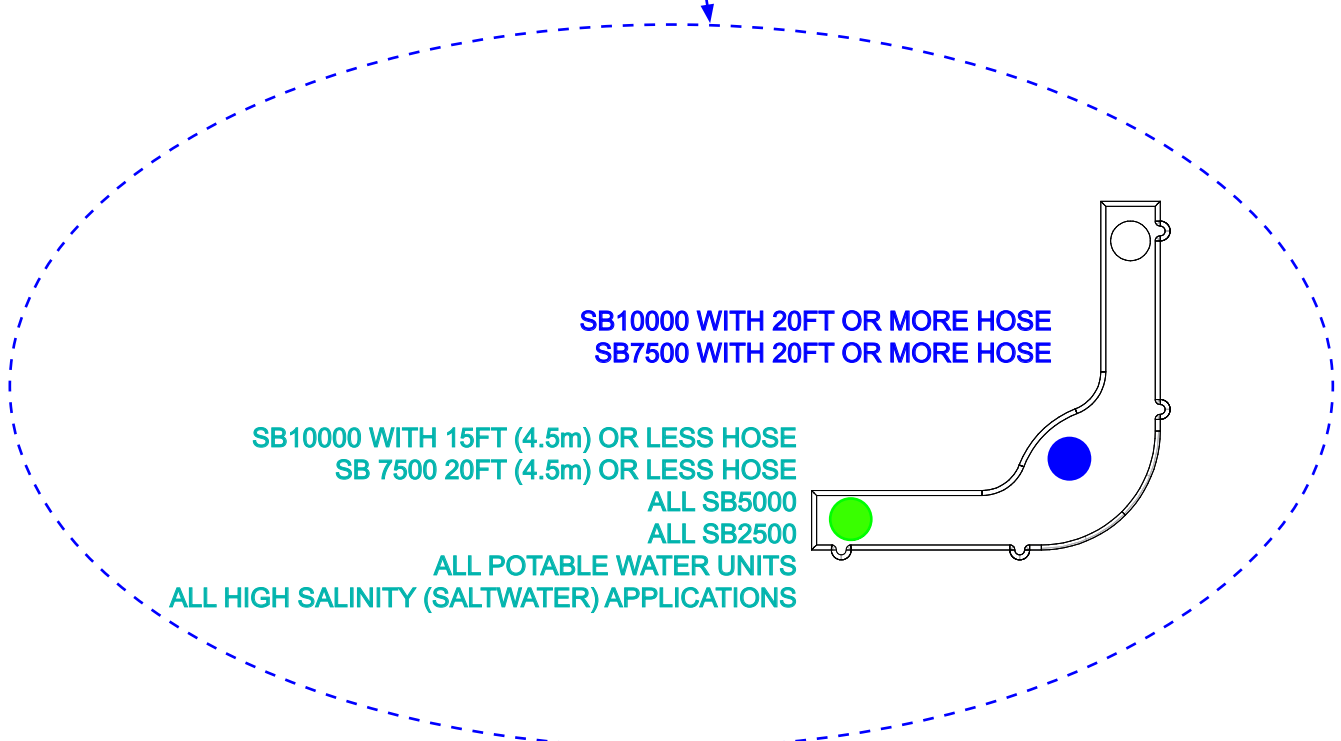 SB10000 WITH 20FT OR MORE HOSE
SB7500 WITH 20FT OR MORE HOSE
SB10000 WITH 15FT (4.5m) OR LESS HOSE
SB 7500 20FT (4.5m) OR LESS HOSE
ALL SB5000
ALL SB2500
ALL POTABLE WATER UNITS
ALL HIGH SALINITY (SALTWATER) APPLICATIONS